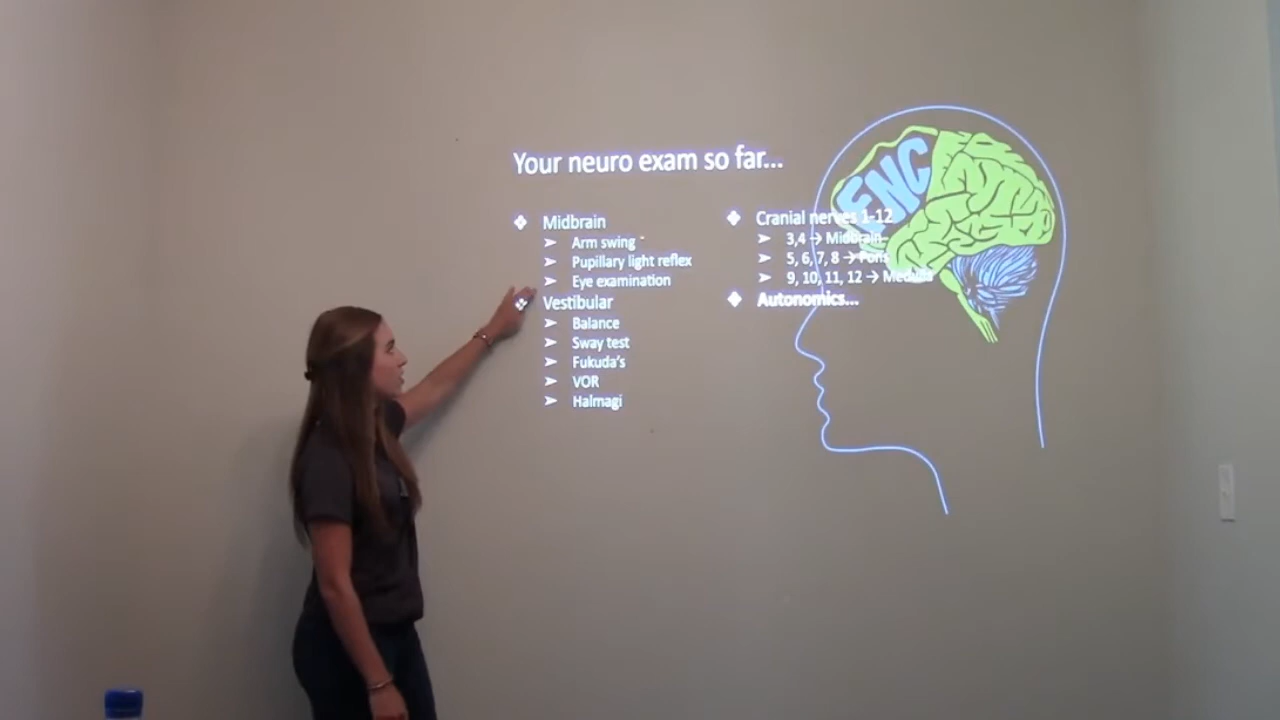 Your neuro exam so far...
❖ Midbrain
➢ Arm swing
➢ Pupillary light reflex
➢ Eye examination
❖ Vestibular
➢ Balance
➢ Sway test
➢ Fukuda's
➢ VOR
➢ Halmagi
❖ Cranial nerves 1-12
➢ 3,4 → Midbrain
➢ 5, 6, 7, 8 → Pons
➢ 9, 10, 11, 12 → Medulla
❖ Autonomics...
FNC